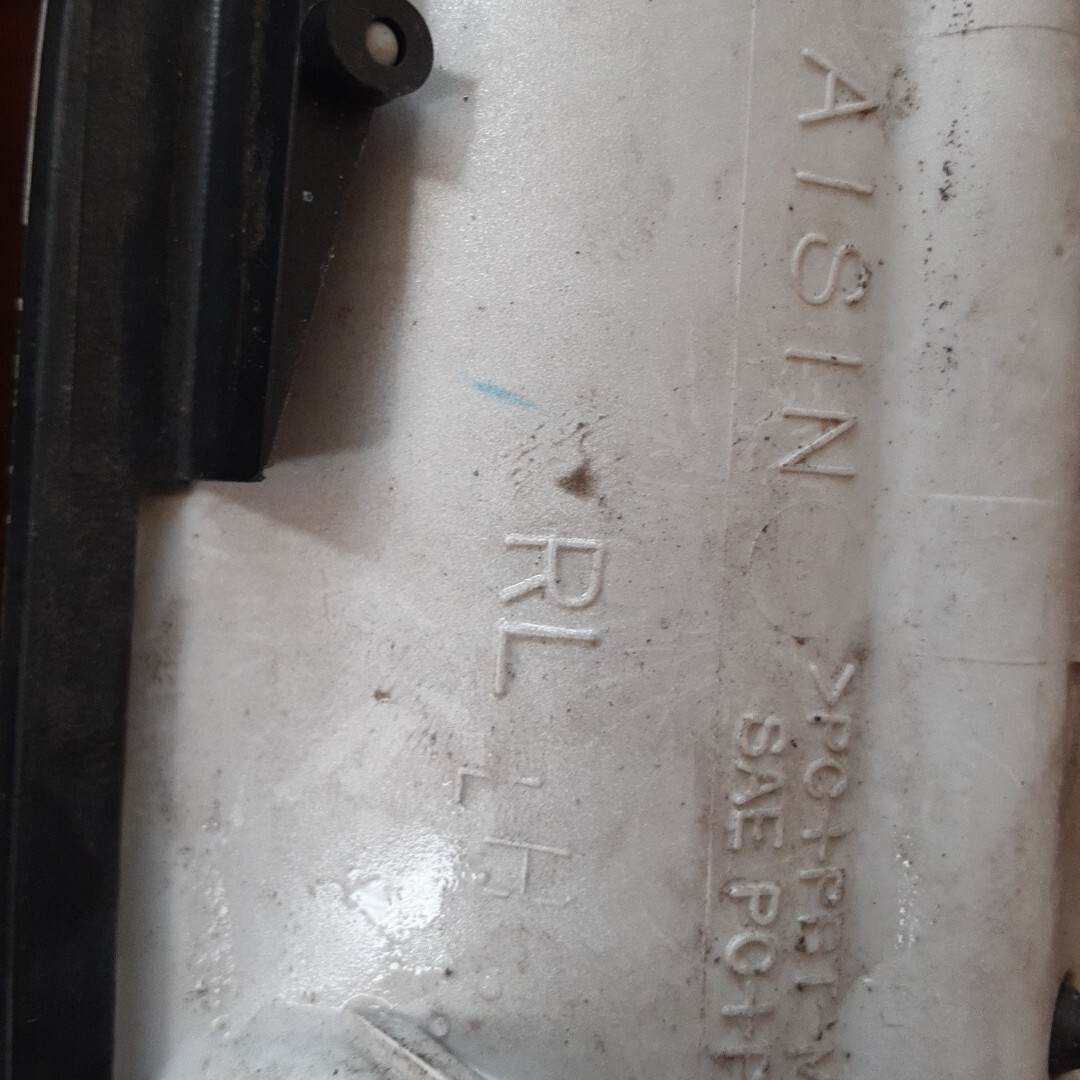 AISIN
>PC+PBT-M
SAE PC+P
RL
LH